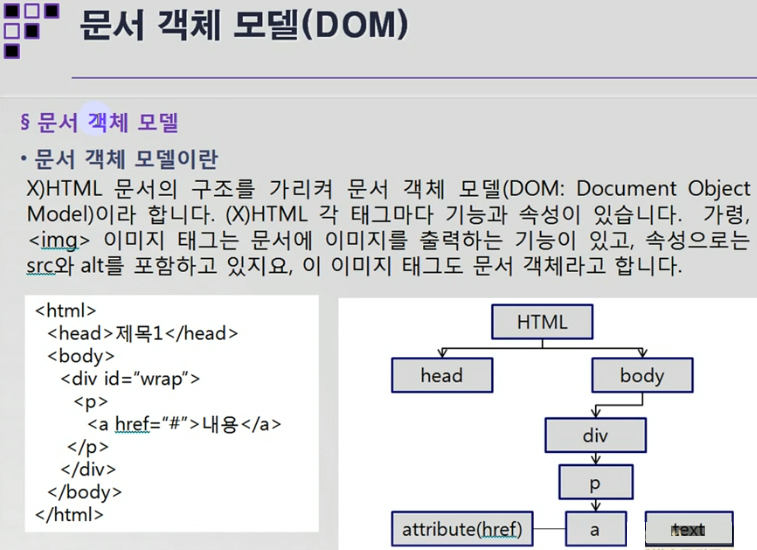 문서 객체 모델(DOM)
§ 문서 객체 모델
• 문서 객체 모델이란
X)HTML 문서의 구조를 가리켜 문서 객체 모델(DOM: Document Object
Model)이라 합니다. (X)HTML 각 태그마다 기능과 속성이 있습니다. 가령,
<img> 이미지 태그는 문서에 이미지를 출력하는 기능이 있고, 속성으로는
src와 alt를 포함하고 있지요, 이 이미지 태그도 문서 객체라고 합니다.
<html>
<head>제목1</head>
<body>
<div id="wrap">
<p>
<a href="#">내용</a>
</p>
</div>
</body>
</html>
HTML
head
body
div
p
attribute(href)
a
text